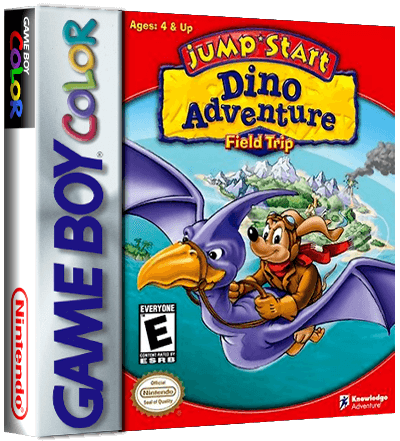 GAME BOY
COLOR
Nintendo
GAME BOY COLOR
Ages: 4 & Up
Jump Start
Dino
Adventure
Field Trip
EVERYONE
E
CONTENT RATED BY
ESRB
Official
Nintendo
Seal of Quality
Knowledge
Adventure